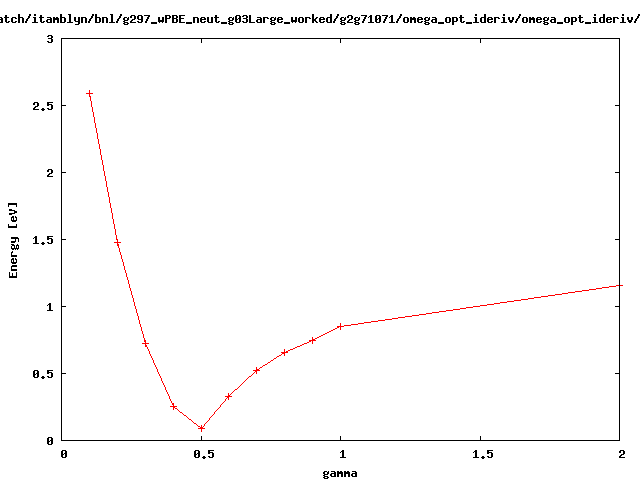 atch/itamblyn/bnl/g297_wPBE_neut_g03Large_worked/g2g71071/omega_opt_ideriv/omega_opt_ideriv/
3
2.5
2
1.5
1
0.5
0
Energy [eV]
0 0.5 1 1.5 2
gamma